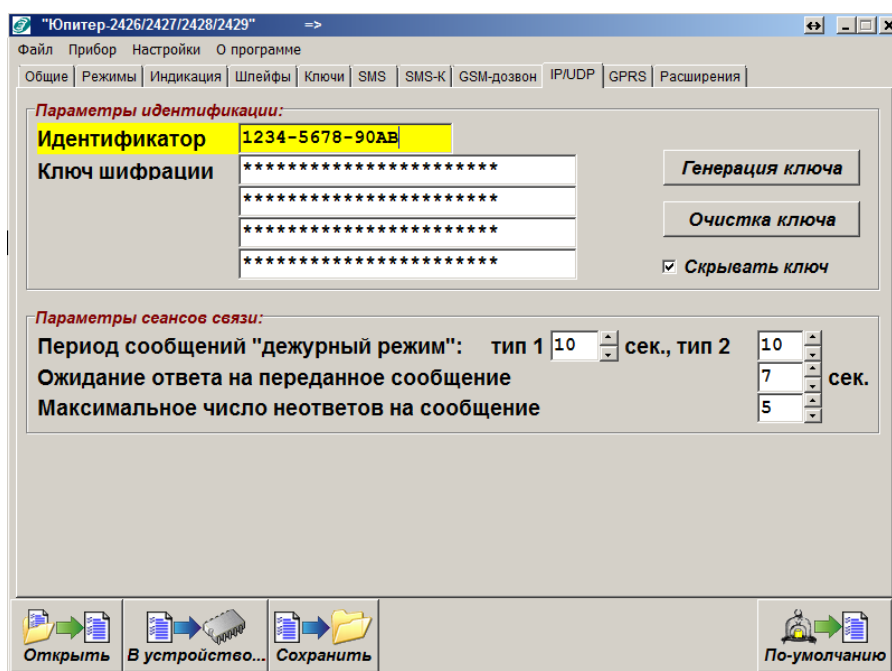 "Юпитер-2426/2427/2428/2429" =>
Файл Прибор Настройки О программе
Общие Режимы Индикация Шлейфы Ключи SMS SMS-К GSM-дозвон IP/UDP GPRS Расширения
Параметры идентификации:
Идентификатор 1234-5678-90AB
Ключ шифрации ***********************
***********************
***********************
***********************
Генерация ключа
Очистка ключа
Скрывать ключ
Параметры сеансов связи:
Период сообщений "дежурный режим": тип 1 10 сек., тип 2 10
Ожидание ответа на переданное сообщение 7 сек.
Максимальное число неответов на сообщение 5
Открыть В устройство... Сохранить По-умолчанию